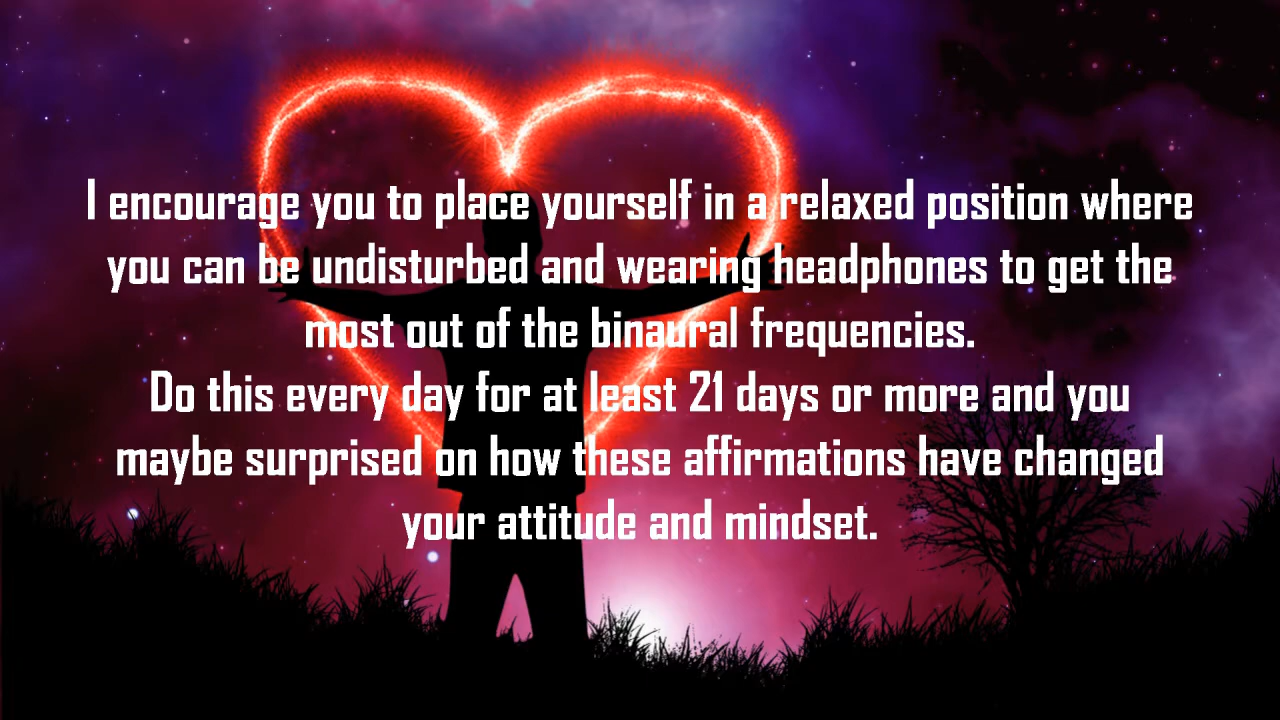 I encourage you to place yourself in a relaxed position where
you can be undisturbed and wearing headphones to get the
most out of the binaural frequencies.
Do this every day for at least 21 days or more and you
maybe surprised on how these affirmations have changed
your attitude and mindset.